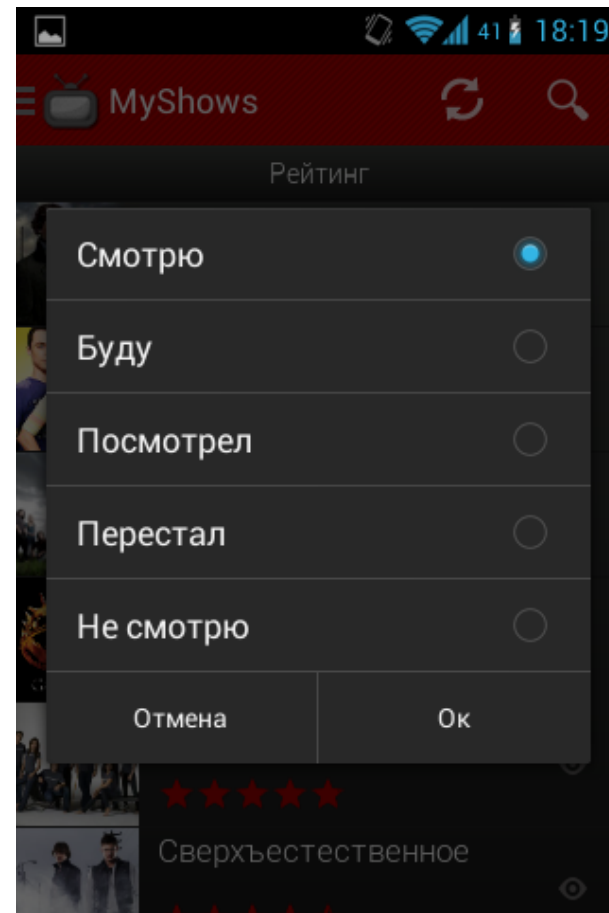 41 18:19
MyShows
Рейтинг
Смотрю
Буду
Посмотрел
Перестал
Не смотрю
Отмена Ок
Сверхъестественное